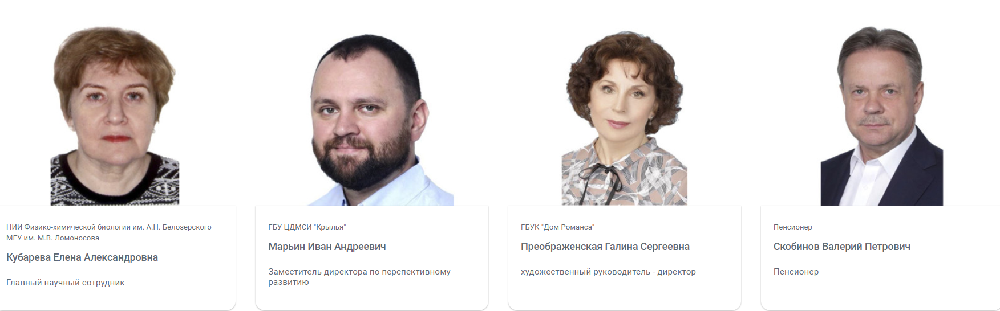 НИИ Физико-химической биологии им. А.Н. Белозерского
МГУ им. М.В. Ломоносова
Кубарева Елена Александровна
Главный научный сотрудник
ГБУ ЦДМСИ "Крылья"
Марьин Иван Андреевич
Заместитель директора по перспективному
развитию
ГБУК "Дом Романса"
Преображенская Галина Сергеевна
художественный руководитель - директор
Пенсионер
Скобинов Валерий Петрович
Пенсионер